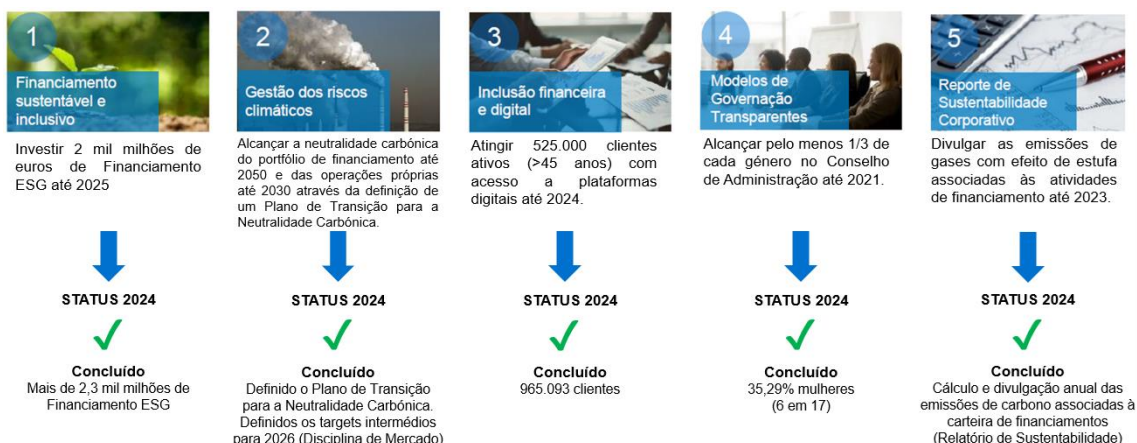 1
Financiamento
sustentável e
inclusivo
Investir 2 mil milhões de
euros de Financiamento
ESG até 2025
STATUS 2024
Concluído
Mais de 2,3 mil milhões de
Financiamento ESG
2
Gestão dos riscos
climáticos
Alcançar a neutralidade carbónica
do portfólio de financiamento até
2050 e das operações próprias
até 2030 através da definição de
um Plano de Transição para a
Neutralidade Carbónica.
STATUS 2024
Concluído
Definido o Plano de Transição
para a Neutralidade Carbónica.
Definidos os targets intermédios
para 2026 (Disciplina de Mercado)
3
Inclusão financeira
e digital
Atingir 525.000 clientes
ativos (>45 anos) com
acesso a plataformas
digitais até 2024.
STATUS 2024
Concluído
965.093 clientes
4
Modelos de
Governação
Transparentes
Alcançar pelo menos 1/3 de
cada género no Conselho
de Administração até 2021.
STATUS 2024
Concluído
35,29% mulheres
(6 em 17)
5
Reporte de
Sustentabilidade
Corporativo
Divulgar as emissões de
gases com efeito de estufa
associadas às atividades
de financiamento até 2023.
STATUS 2024
Concluído
Cálculo e divulgação anual das
emissões de carbono associadas à
carteira de financiamentos
(Relatório de Sustentabilidade)